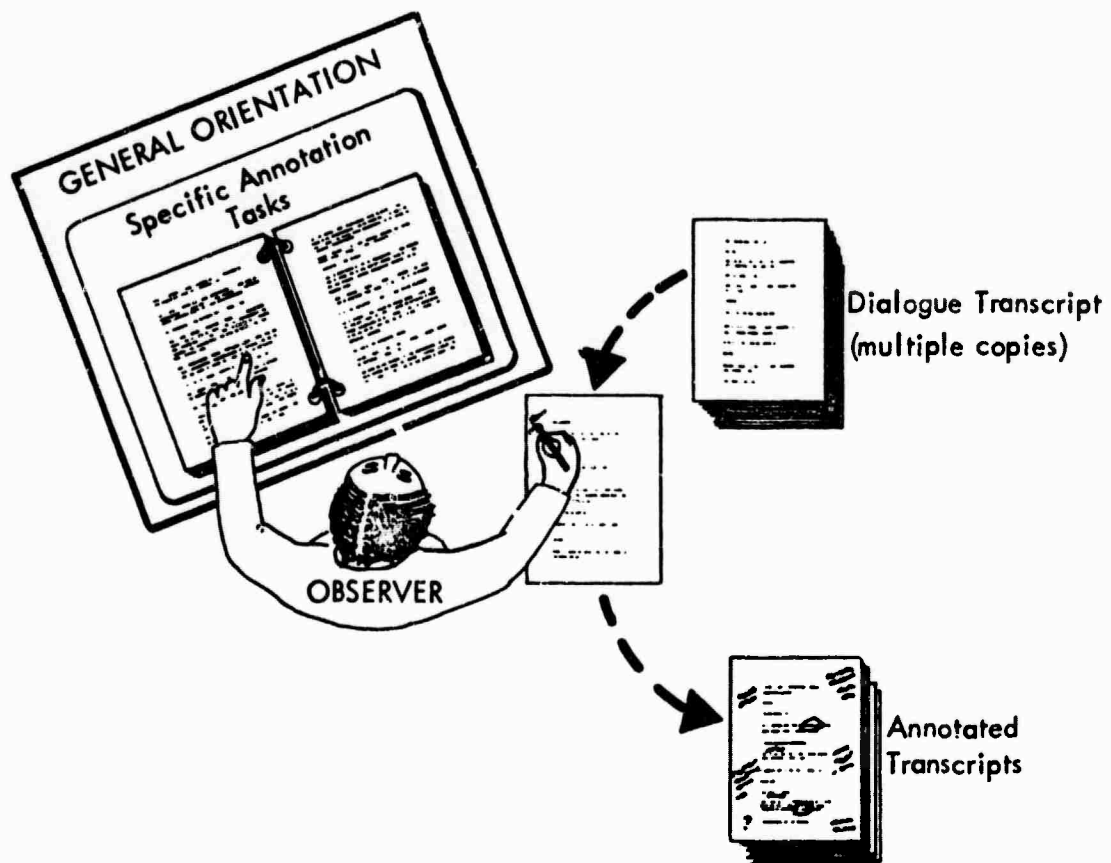 GENERAL ORIENTATION
Specific Annotation
Tasks
Dialogue Transcript
(multiple copies)
OBSERVER
Annotated
Transcripts
?